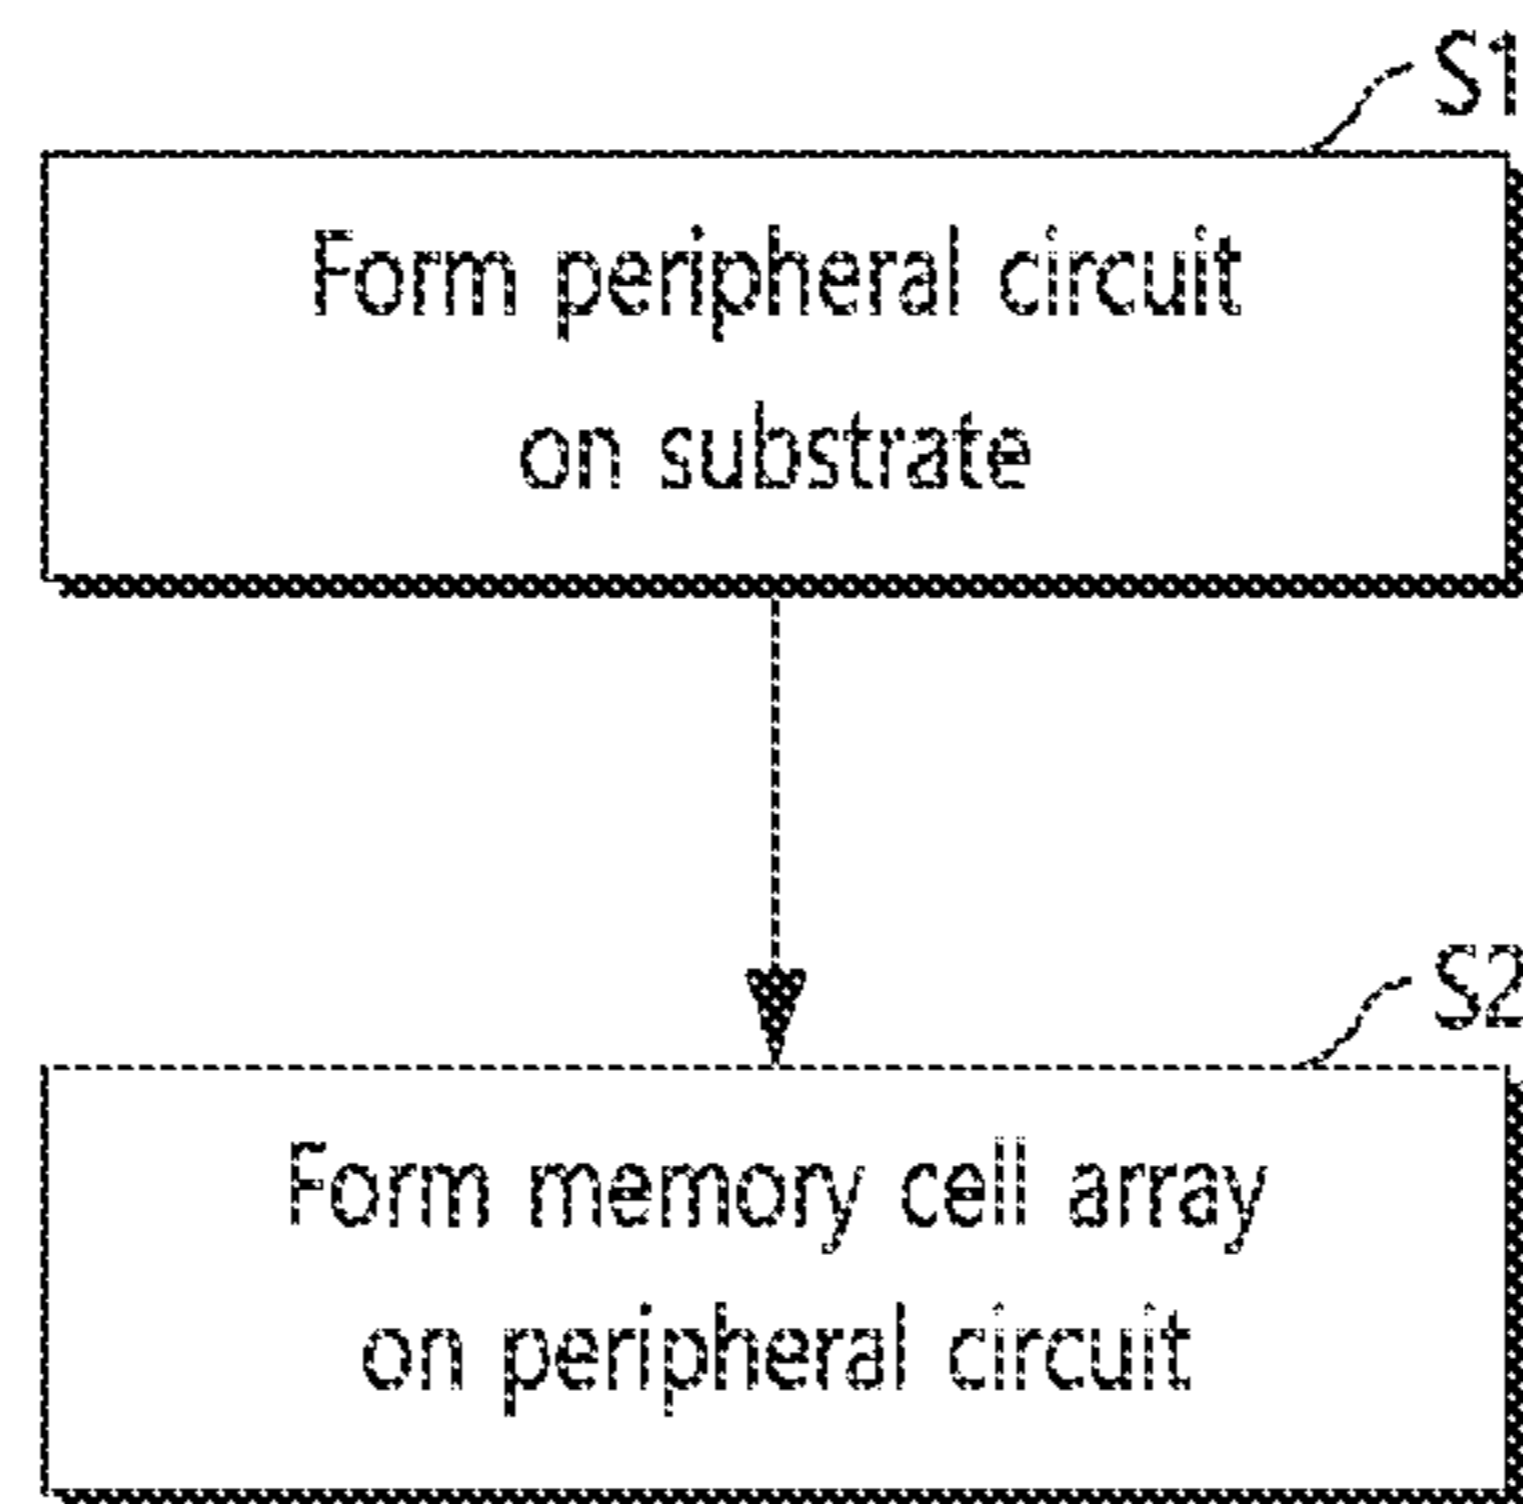 S1
Form peripheral circuit
on substrate
S2
Form memory cell array
on peripheral circuit